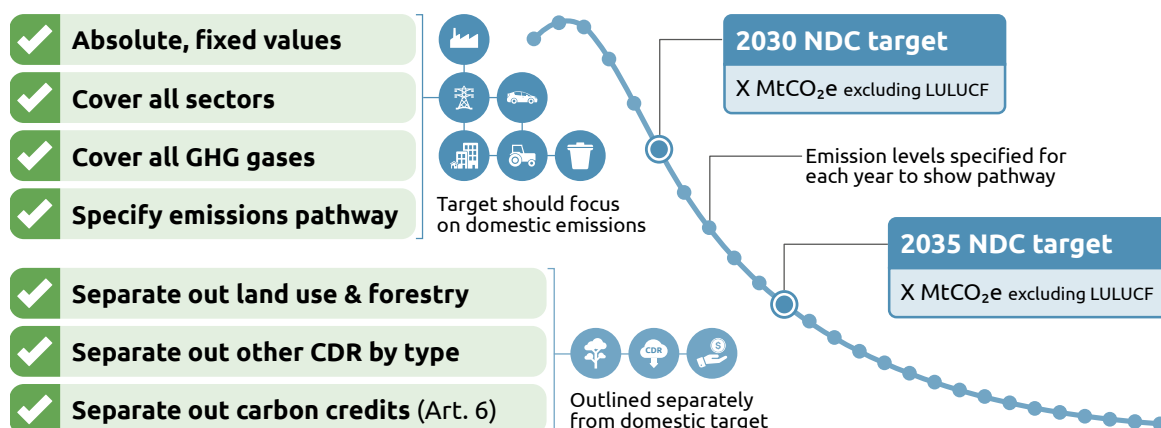 Absolute, fixed values
Cover all sectors
Cover all GHG gases
Specify emissions pathway
Target should focus
on domestic emissions
2030 NDC target
X MtCO₂e excluding LULUCF
Emission levels specified for
each year to show pathway
2035 NDC target
X MtCO₂e excluding LULUCF
Separate out land use & forestry
Separate out other CDR by type
Separate out carbon credits (Art. 6)
CDR
S
Outlined separately
from domestic target